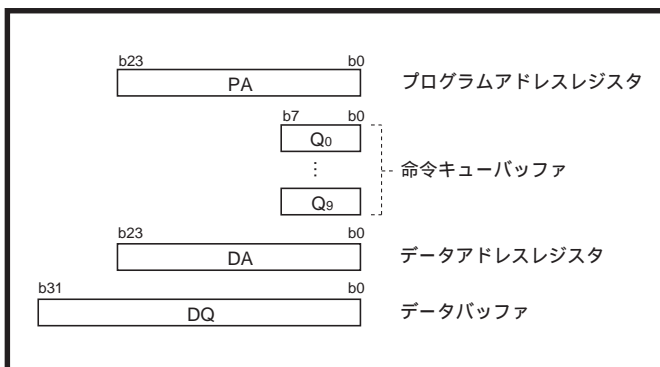 b23 b0
PA プログラムアドレスレジスタ
b7 b0
Q0
⋮ 命令キューバッファ
Q9
b23 b0
DA データアドレスレジスタ
b31 b0
DQ データバッファ